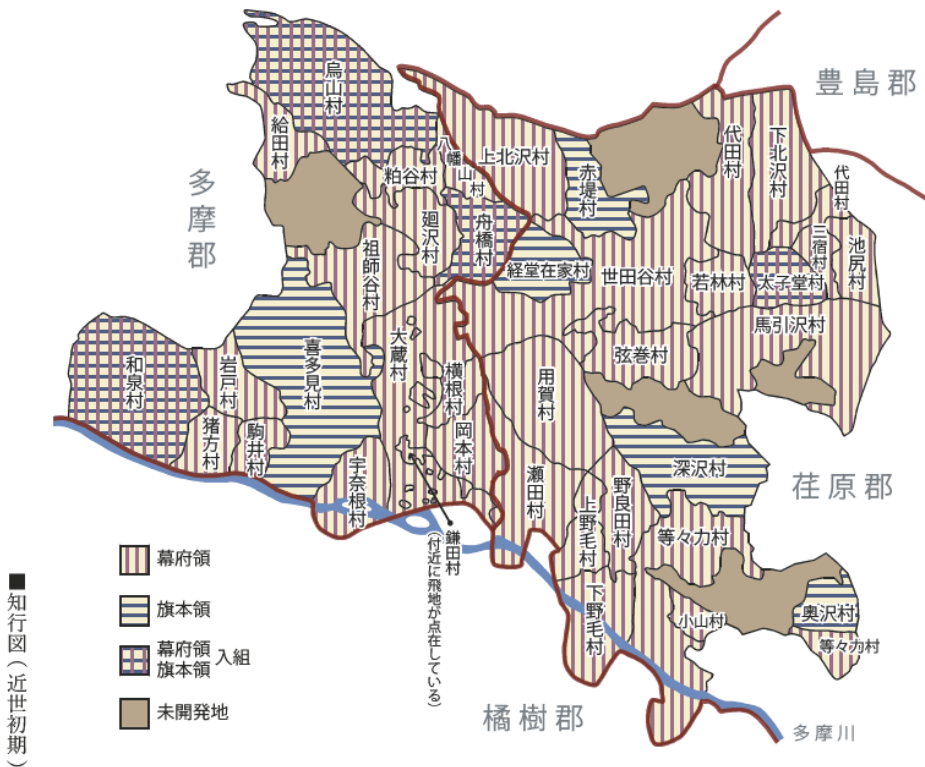 豊島郡
多摩郡
荏原郡
橘樹郡
多摩川
烏山村
給田村
八幡山村
上北沢村
赤堤村
代田村
下北沢村
代田村
粕谷村
廻沢村
舟橋村
経堂在家村
世田谷村
若林村
三宿村
池尻村
太子堂村
馬引沢村
祖師谷村
大蔵村
喜多見村
和泉村
岩戸村
猪方村
駒井村
宇奈根村
横根村
岡本村
用賀村
弦巻村
瀬田村
上野毛村
野良田村
下野毛村
深沢村
等々力村
小山村
奥沢村
等々力村
鎌田村
(付近に飛地が点在している)
幕府領
旗本領
幕府領
旗本領
入組
未開発地
■知行図(近世初期)